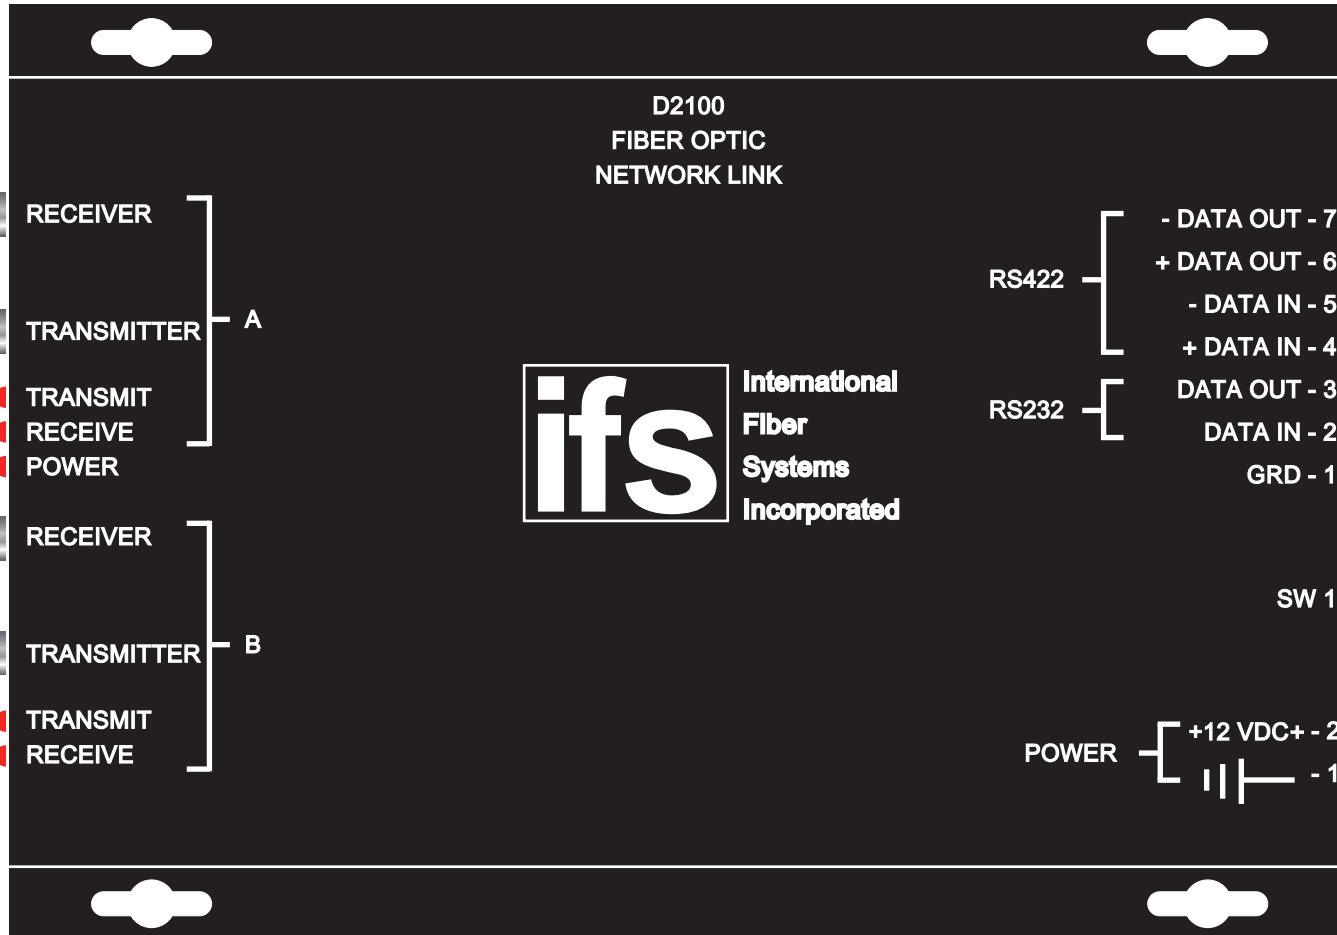 D2100
FIBER OPTIC
NETWORK LINK
RECEIVER
TRANSMITTER
A
TRANSMIT
RECEIVE
POWER
RECEIVER
TRANSMITTER
B
TRANSMIT
RECEIVE
ifs
International
Fiber
Systems
Incorporated
RS422
- DATA OUT - 7
+ DATA OUT - 6
- DATA IN - 5
+ DATA IN - 4
RS232
DATA OUT - 3
DATA IN - 2
GRD - 1
SW 1
POWER
+12 VDC+ - 2
- 1